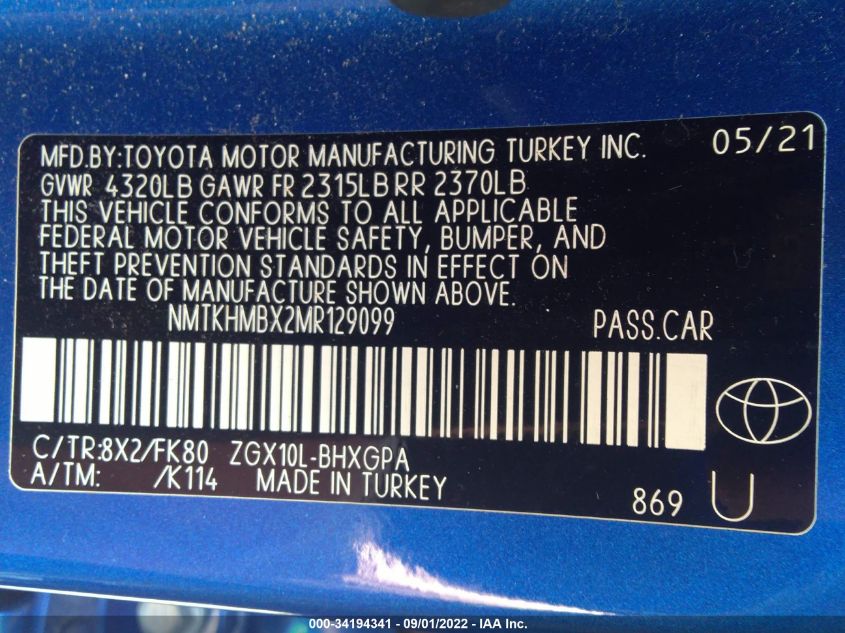 MFD.BY:TOYOTA MOTOR MANUFACTURING TURKEY INC. 05/21
GVWR 4320LB GAWR FR 2315LB RR 2370LB
THIS VEHICLE CONFORMS TO ALL APPLICABLE
FEDERAL MOTOR VEHICLE SAFETY, BUMPER, AND
THEFT PREVENTION STANDARDS IN EFFECT ON
THE DATE OF MANUFACTURE SHOWN ABOVE.
NMTKHMBX2MR129099 PASS.CAR
C/TR:8X2/FK80 ZGX10L-BHXGPA
A/TM: /K114 MADE IN TURKEY
869 U
000-34194341 - 09/01/2022 - IAA Inc.